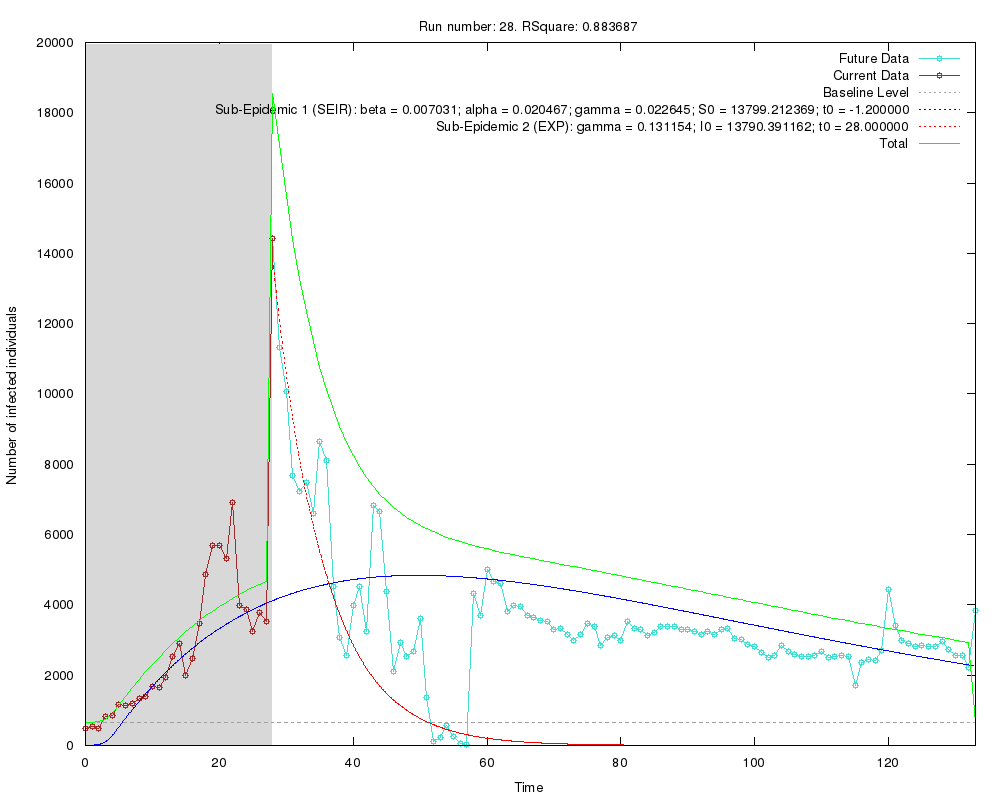 Run number: 28. RSquare: 0.883687
20000
18000
16000
14000
12000
10000
8000
6000
4000
2000
0
Number of infected individuals
Future Data
Current Data
Baseline Level
Sub-Epidemic 1 (SEIR): beta = 0.007031; alpha = 0.020467; gamma = 0.022645; S0 = 13799.212369; t0 = -1.200000
Sub-Epidemic 2 (EXP): gamma = 0.131154; I0 = 13790.391162; t0 = 28.000000
Total
0 20 40 60 80 100 120
Time